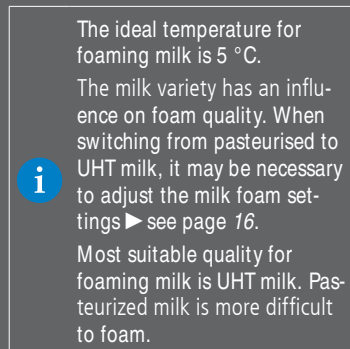 The ideal temperature for
foaming milk is 5 °C.
The milk variety has an influ-
ence on foam quality. When
switching from pasteurised to
UHT milk, it may be necessary
to adjust the milk foam set-
tings ► see page 16.
Most suitable quality for
foaming milk is UHT milk. Pas-
teurized milk is more difficult
to foam.
i